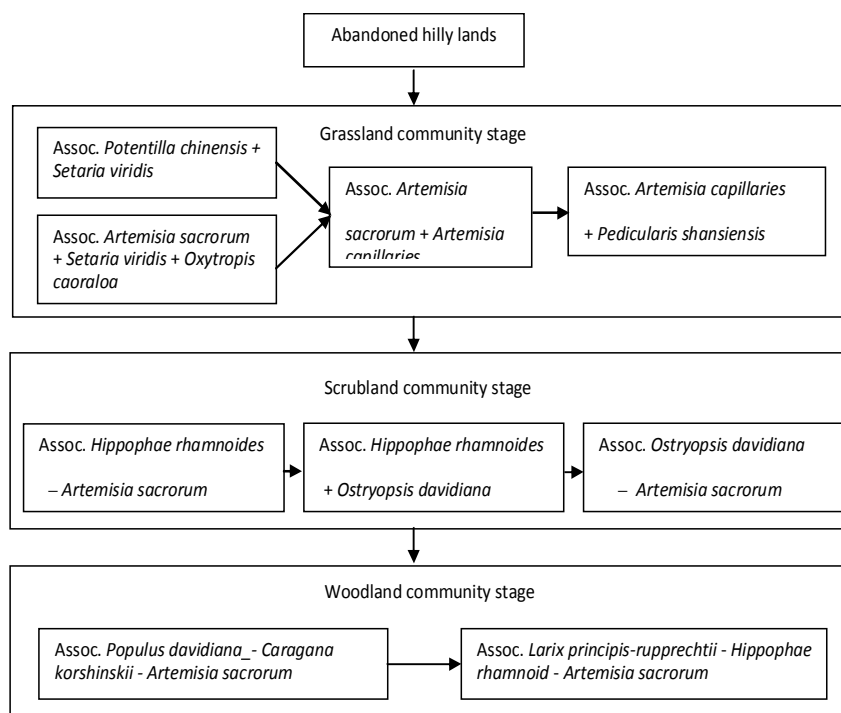 Abandoned hilly lands
Grassland community stage
Assoc. Potentilla chinensis +
Setaria viridis
Assoc. Artemisia sacrorum
+ Setaria viridis + Oxytropis
caoraloa
Assoc. Artemisia
sacrorum + Artemisia
capillaries
Assoc. Artemisia capillaries
+ Pedicularis shansiensis
Scrubland community stage
Assoc. Hippophae rhamnoides
– Artemisia sacrorum
Assoc. Hippophae rhamnoides
+ Ostryopsis davidiana
Assoc. Ostryopsis davidiana
– Artemisia sacrorum
Woodland community stage
Assoc. Populus davidiana_- Caragana
korshinskii - Artemisia sacrorum
Assoc. Larix principis-rupprechtii - Hippophae
rhamnoid - Artemisia sacrorum